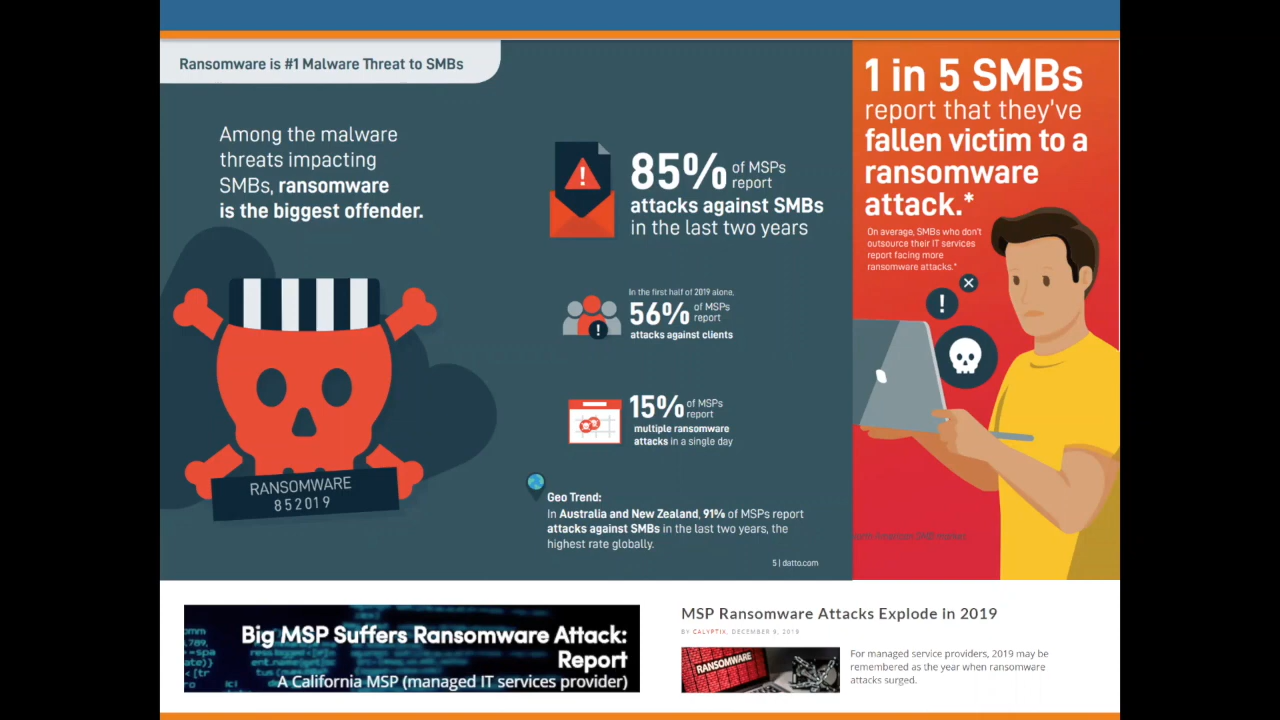 Ransomware is #1 Malware Threat to SMBs
Among the malware
threats impacting
SMBs, ransomware
is the biggest offender.
RANSOMWARE
852019
85% of MSPs
report
attacks against SMBs
in the last two years
In the first half of 2019 alone,
56% of MSPs
report
attacks against clients
15% of MSPs
report
multiple ransomware
attacks in a single day
Geo Trend:
In Australia and New Zealand, 91% of MSPs report
attacks against SMBs in the last two years, the
highest rate globally.
5 | datto.com
1 in 5 SMBs
report that they've
fallen victim to a
ransomware
attack.*
On average, SMBs who don't
outsource their IT services
report facing more
ransomware attacks.*
Big MSP Suffers Ransomware Attack:
Report
A California MSP (managed IT services provider)
MSP Ransomware Attacks Explode in 2019
BY CALYPTIX, DECEMBER 9, 2019
RANSOMWARE
For managed service providers, 2019 may be
remembered as the year when ransomware
attacks surged.